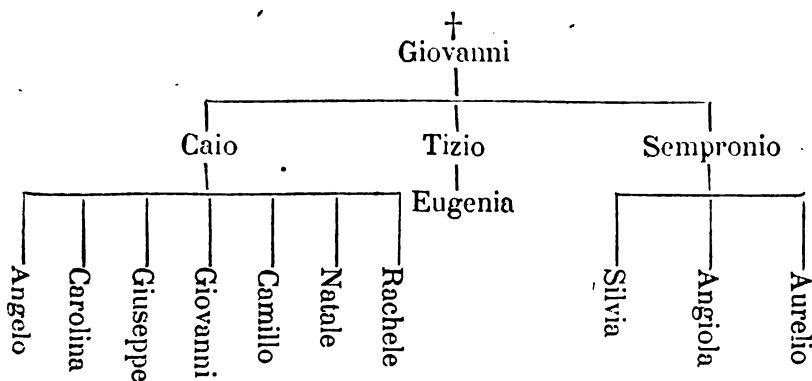 †
Giovanni
Caio Tizio Sempronio
Eugenia
Angelo
Carolina
Giuseppe
Giovanni
Camillo
Natale
Rachele
Silvia
Angiola
Aurelio